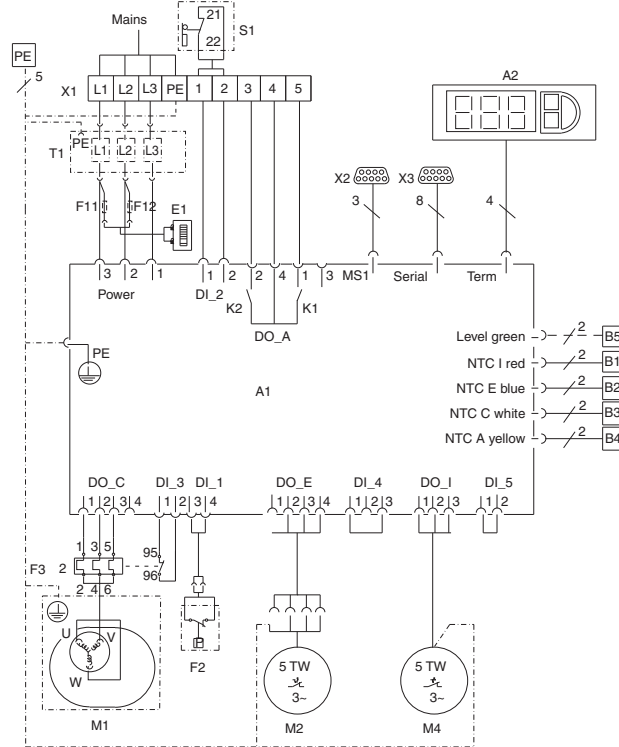 Mains
21
22
S1
PE
5
X1
L1 L2 L3 PE 1 2 3 4 5
A2
T1
PE
L1 L2 L3
X2
X3
3
8
4
F11
F12
E1
3 2 1
1 2
2 4 1 3
MS1
Serial
Term
Power
DI_2
K2
K1
DO_A
PE
A1
Level green 2 B5
NTC I red 2 B1
NTC E blue 2 B2
NTC C white 2 B3
NTC A yellow 2 B4
DO_C DI_3 DI_1 DO_E DI_4 DO_I DI_5
1 2 3 4 1 2 3 4 1 2 3 4 1 2 3 1 2 3 1 2
1 3 5
95
F3 2
96
2 4 6
U
V
W
P
F2
5 TW
3~
5 TW
3~
M1
M2
M4